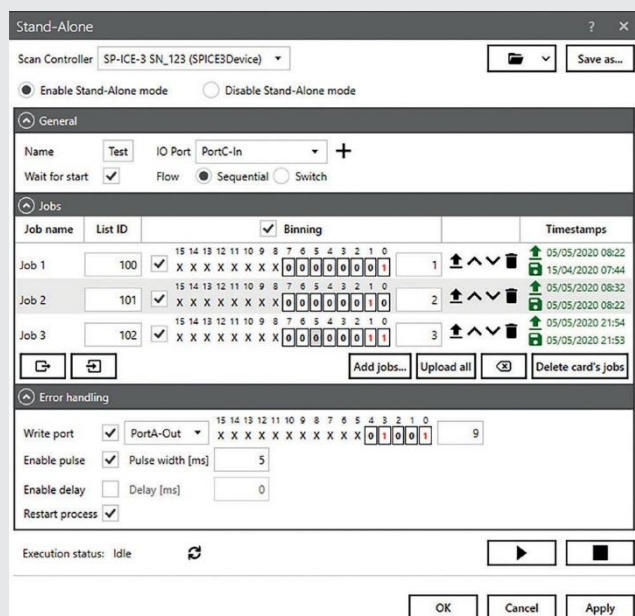 Stand-Alone ? ×
Scan Controller SP-ICE-3 SN_123 (SPICE3Device) Save as...
Enable Stand-Alone mode Disable Stand-Alone mode
General
Name Test IO Port PortC-In
Wait for start Flow Sequential Switch
Jobs
Job name List ID Binning Timestamps
15 14 13 12 11 10 9 8 7 6 5 4 3 2 1 0 05/05/2020 08:22
Job 1 100 X X X X X X X X 0 0 0 0 0 0 0 1 1 15/04/2020 07:44
15 14 13 12 11 10 9 8 7 6 5 4 3 2 1 0 05/05/2020 08:32
Job 2 101 X X X X X X X X 0 0 0 0 0 0 1 0 2 05/05/2020 08:22
15 14 13 12 11 10 9 8 7 6 5 4 3 2 1 0 05/05/2020 21:54
Job 3 102 X X X X X X X X 0 0 0 0 0 0 1 1 3 05/05/2020 21:53
Add jobs... Upload all Delete card's jobs
Error handling
15 14 13 12 11 10 9 8 7 6 5 4 3 2 1 0
Write port PortA-Out X X X X X X X X X X X 0 1 0 0 1 9
Enable pulse Pulse width [ms] 5
Enable delay Delay [ms] 0
Restart process
Execution status: Idle
OK Cancel Apply